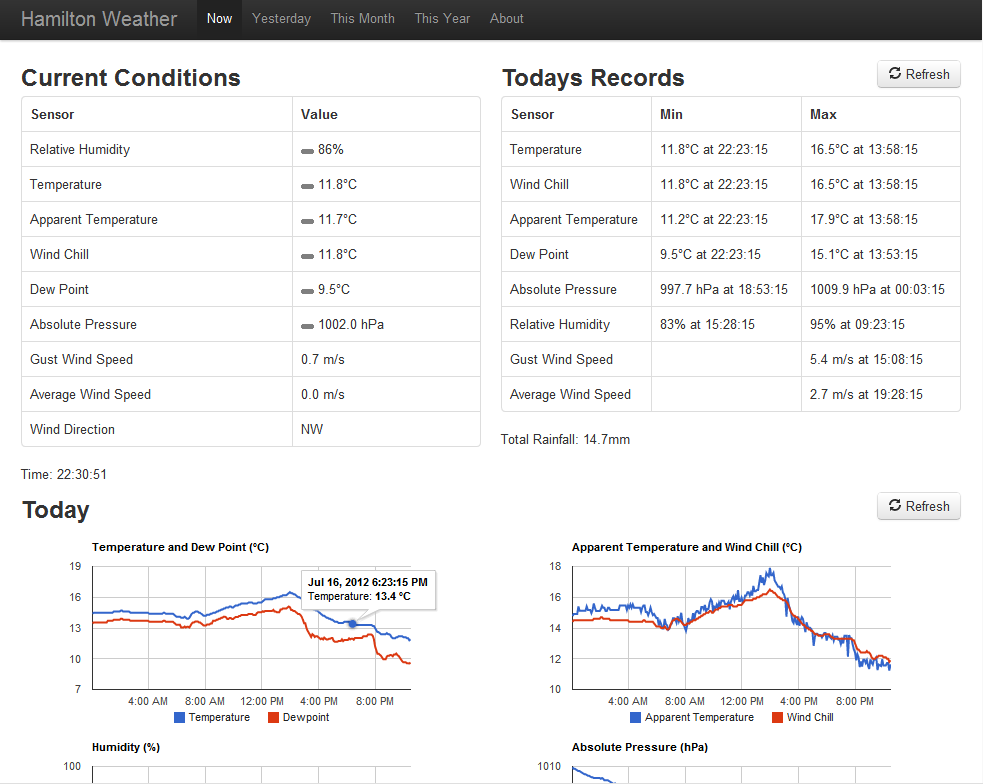 Hamilton Weather Now Yesterday This Month This Year About
Current Conditions
Sensor Value
Relative Humidity 86%
Temperature 11.8°C
Apparent Temperature 11.7°C
Wind Chill 11.8°C
Dew Point 9.5°C
Absolute Pressure 1002.0 hPa
Gust Wind Speed 0.7 m/s
Average Wind Speed 0.0 m/s
Wind Direction NW
Time: 22:30:51
Todays Records Refresh
Sensor Min Max
Temperature 11.8°C at 22:23:15 16.5°C at 13:58:15
Wind Chill 11.8°C at 22:23:15 16.5°C at 13:58:15
Apparent Temperature 11.2°C at 22:23:15 17.9°C at 13:58:15
Dew Point 9.5°C at 22:23:15 15.1°C at 13:53:15
Absolute Pressure 997.7 hPa at 18:53:15 1009.9 hPa at 00:03:15
Relative Humidity 83% at 15:28:15 95% at 09:23:15
Gust Wind Speed 5.4 m/s at 15:08:15
Average Wind Speed 2.7 m/s at 19:28:15
Total Rainfall: 14.7mm
Today Refresh
Temperature and Dew Point (°C)
19
16
13
10
7
Jul 16, 2012 6:23:15 PM
Temperature: 13.4 °C
4:00 AM 8:00 AM 12:00 PM 4:00 PM 8:00 PM
Temperature Dewpoint
Apparent Temperature and Wind Chill (°C)
18
16
14
12
10
4:00 AM 8:00 AM 12:00 PM 4:00 PM 8:00 PM
Apparent Temperature Wind Chill
Humidity (%)
100
Absolute Pressure (hPa)
1010